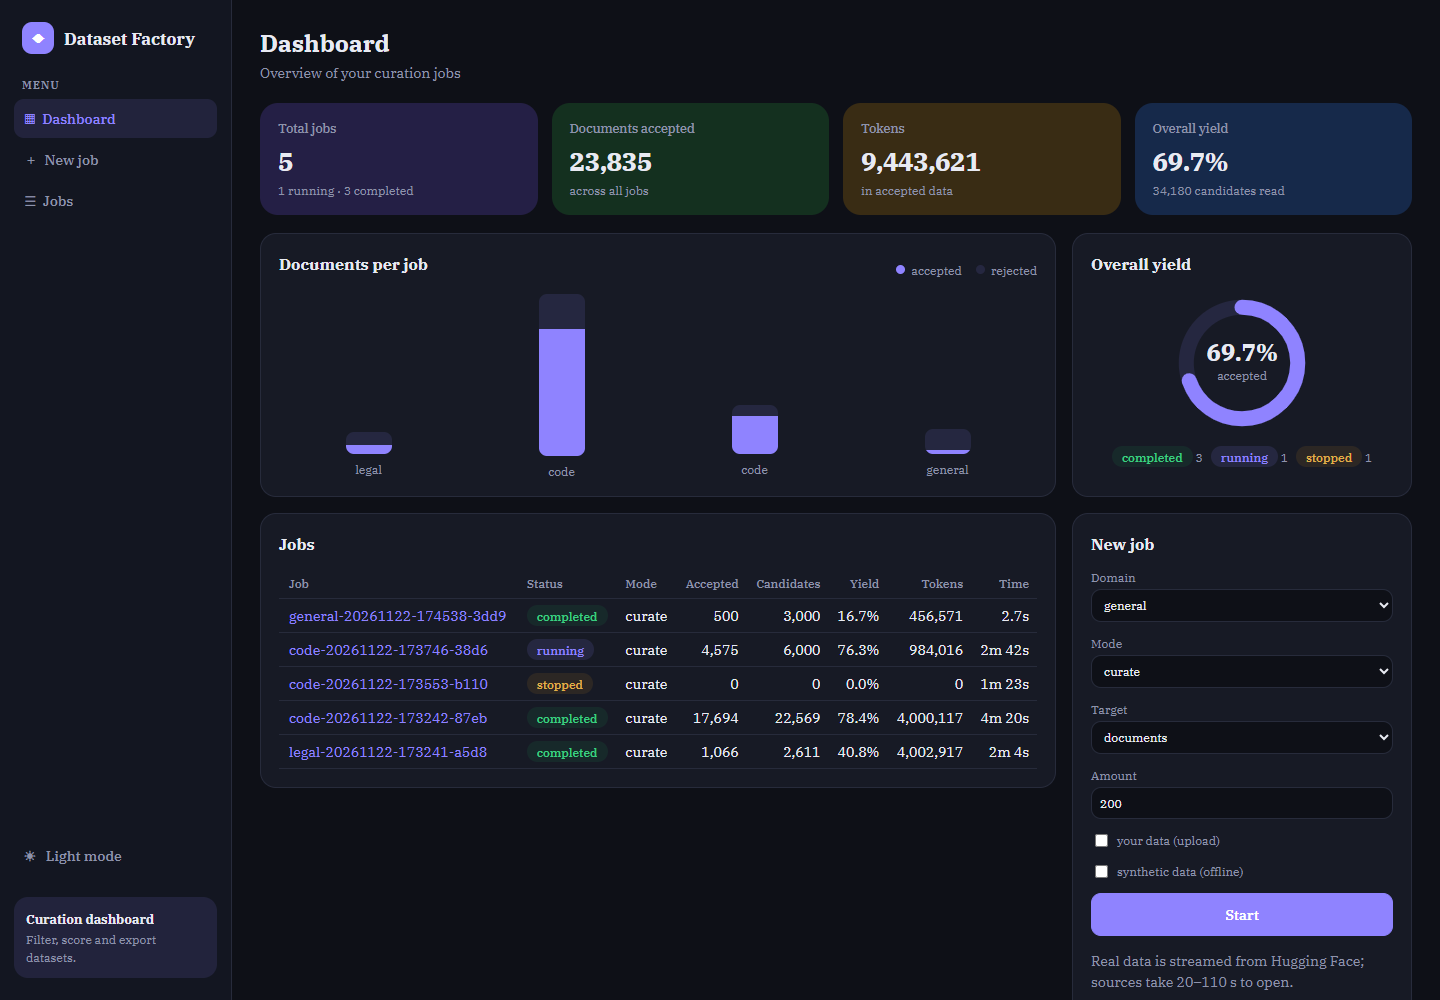 Dataset Factory
MENU
Dashboard
+ New job
Jobs
Light mode
Curation dashboard
Filter, score and export
datasets.
Dashboard
Overview of your curation jobs
Total jobs
5
1 running · 3 completed
Documents accepted
23,835
across all jobs
Tokens
9,443,621
in accepted data
Overall yield
69.7%
34,180 candidates read
Documents per job
accepted rejected
legal code code general
Overall yield
69.7%
accepted
completed 3 running 1 stopped 1
Jobs
Job Status Mode Accepted Candidates Yield Tokens Time
general-20261122-174538-3dd9 completed curate 500 3,000 16.7% 456,571 2.7s
code-20261122-173746-38d6 running curate 4,575 6,000 76.3% 984,016 2m 42s
code-20261122-173553-b110 stopped curate 0 0 0.0% 0 1m 23s
code-20261122-173242-87eb completed curate 17,694 22,569 78.4% 4,000,117 4m 20s
legal-20261122-173241-a5d8 completed curate 1,066 2,611 40.8% 4,002,917 2m 4s
New job
Domain
general
Mode
curate
Target
documents
Amount
200
your data (upload)
synthetic data (offline)
Start
Real data is streamed from Hugging Face;
sources take 20–110 s to open.